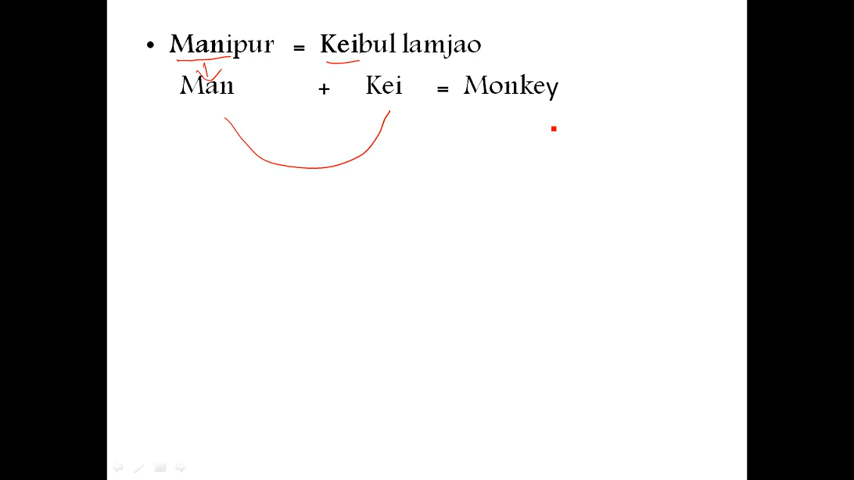 • Manipur = Keibul lamjao
Man + Kei = Monkey